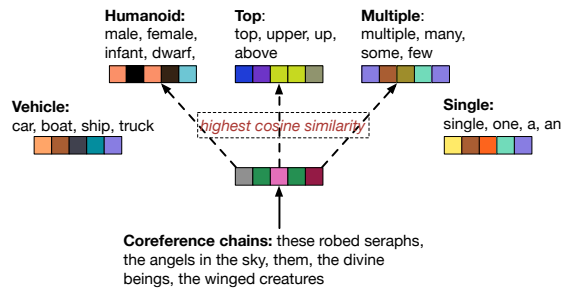 Humanoid:
male, female,
infant, dwarf,
Top:
top, upper, up,
above
Multiple:
multiple, many,
some, few
Vehicle:
car, boat, ship, truck
highest cosine similarity
Single:
single, one, a, an
Coreference chains: these robed seraphs,
the angels in the sky, them, the divine
beings, the winged creatures